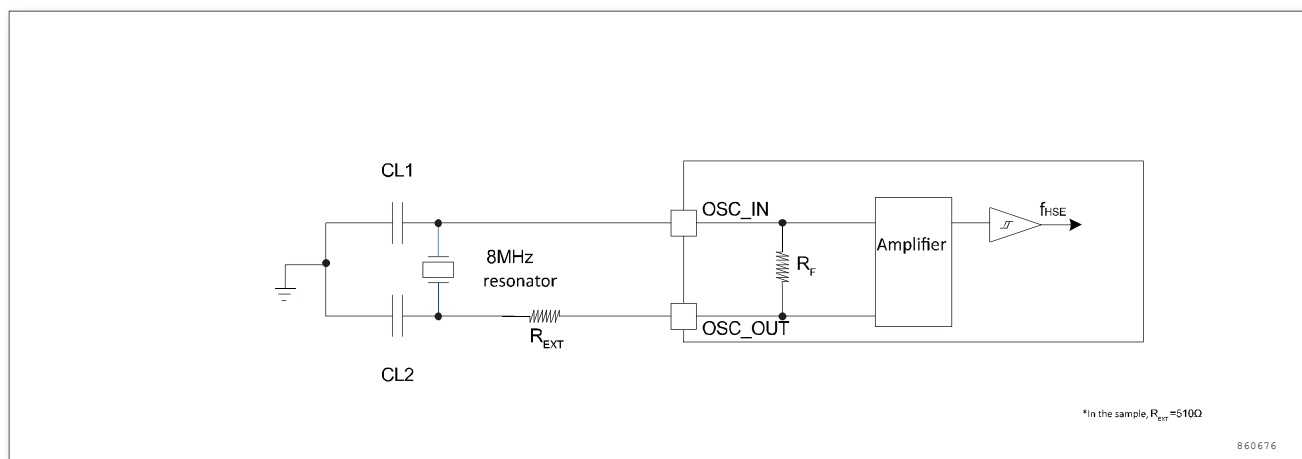 CL1
OSC_IN
fHSE
Amplifier
8MHz
resonator
RF
OSC_OUT
REXT
CL2
*In the sample, REXT=510Ω
860676